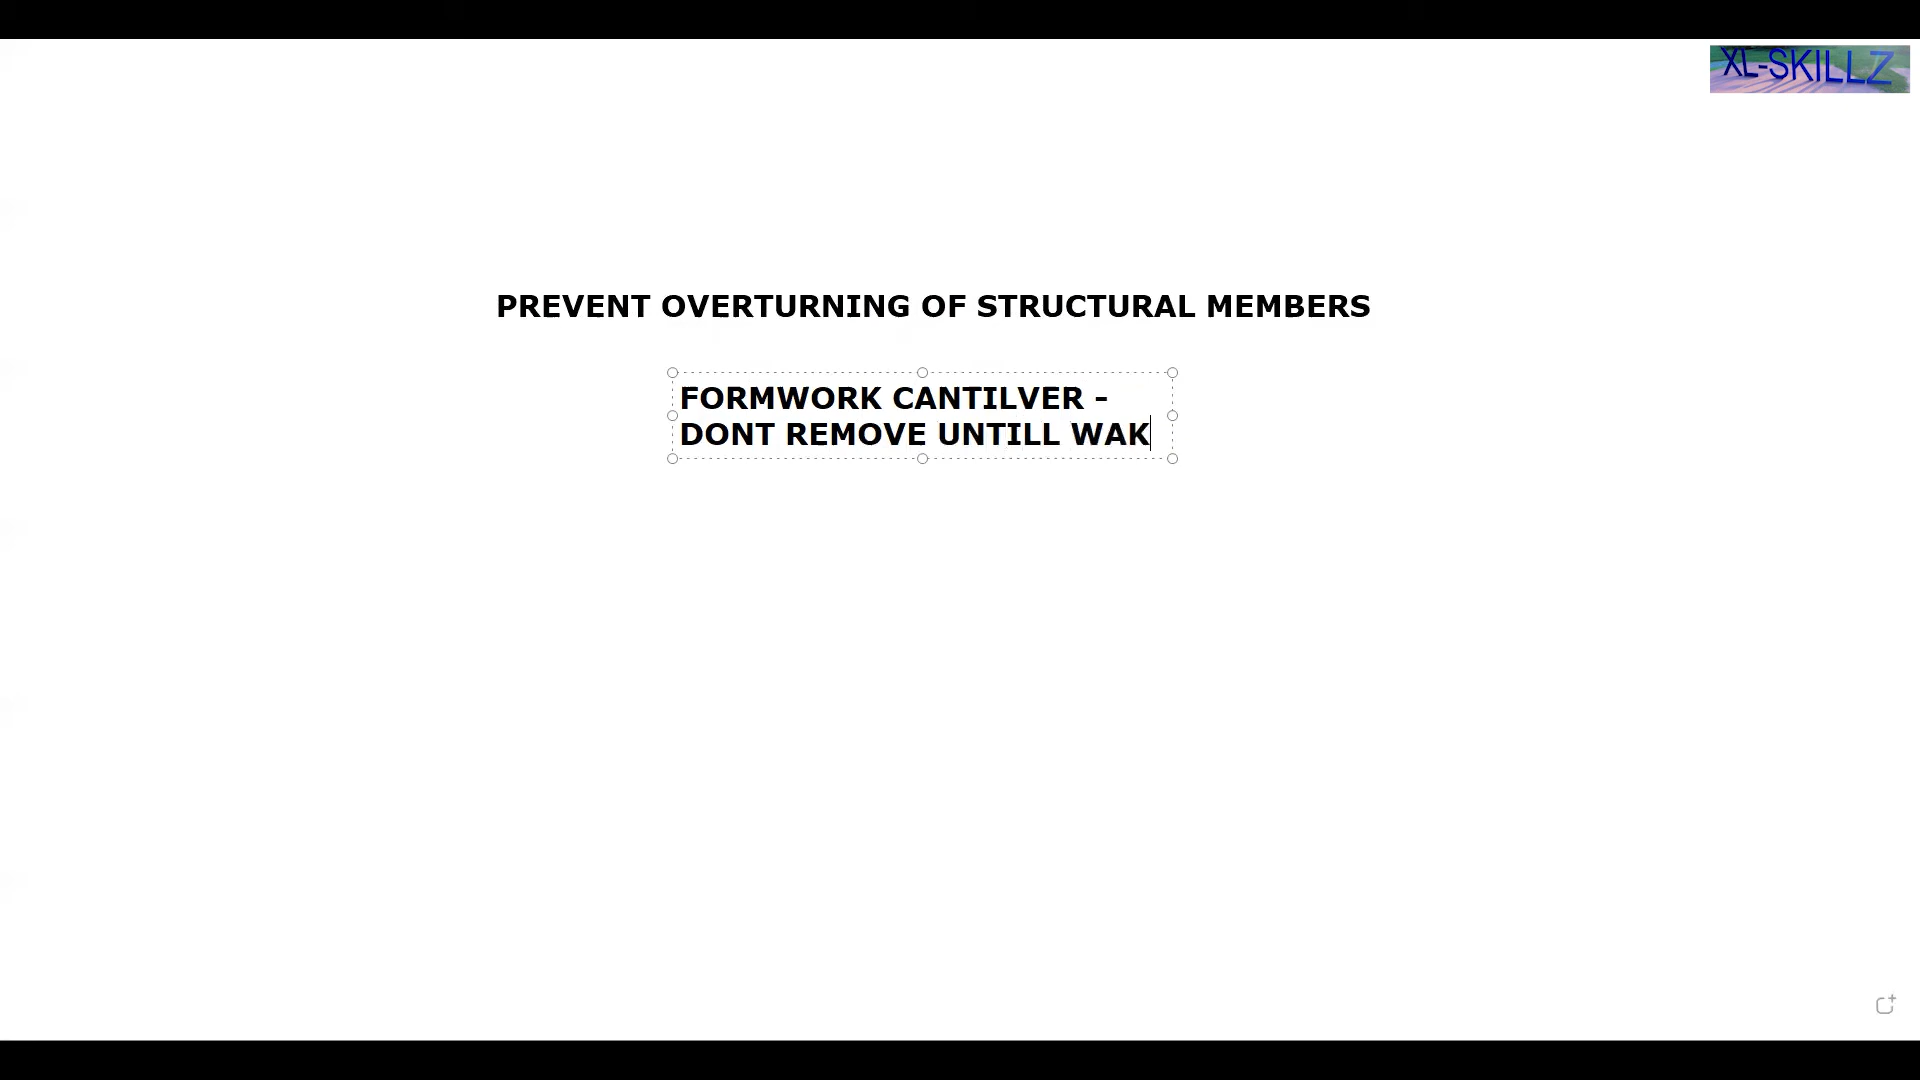 XL-SKILLZ
PREVENT OVERTURNING OF STRUCTURAL MEMBERS
FORMWORK CANTILVER -
DONT REMOVE UNTILL WAK